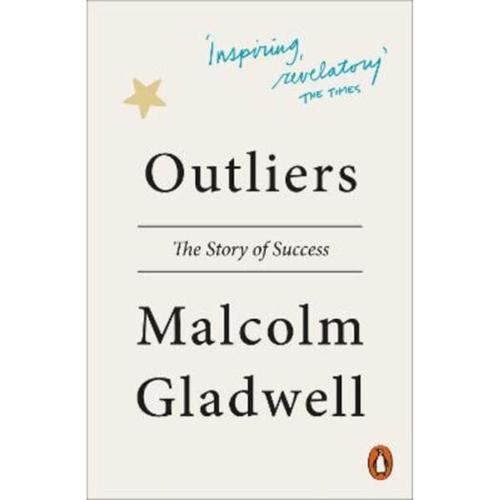 'Inspiring,
revelatory'
THE TIMES
Outliers
The Story of Success
Malcolm
Gladwell